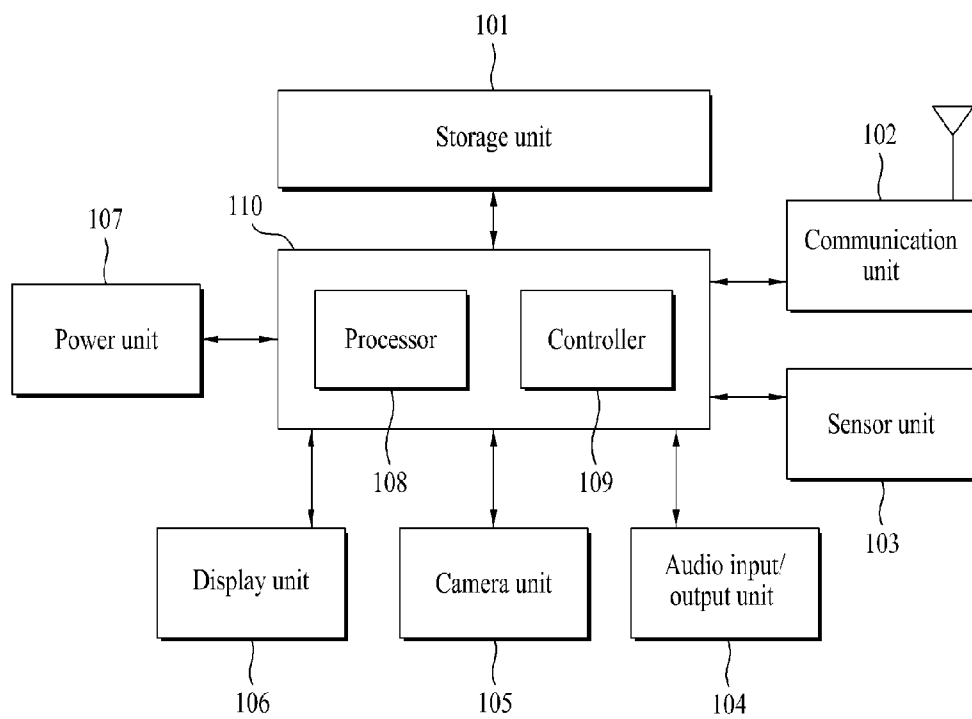 101
Storage unit
102
110
107
Communication
unit
Power unit
Processor
Controller
Sensor unit
108
109
103
Display unit
Camera unit
Audio input/
output unit
106
105
104